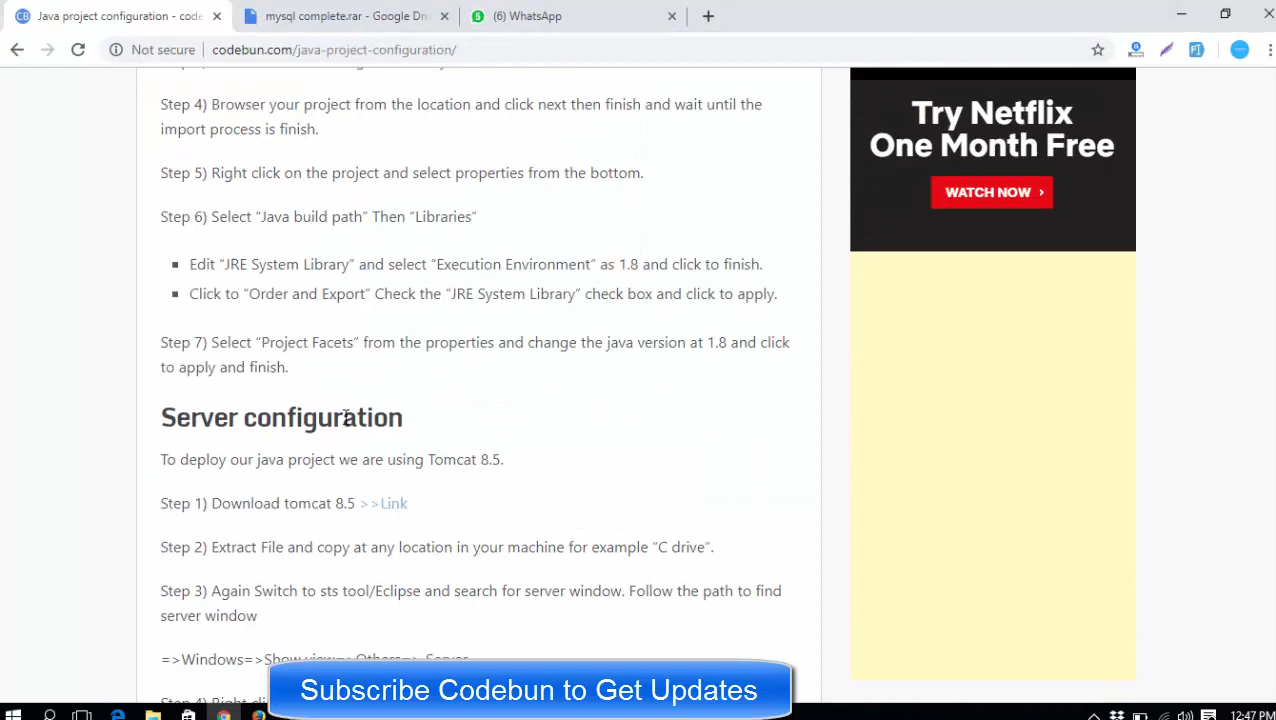 Java project configuration - code
mysql complete.rar - Google Dri
(6) WhatsApp
Not secure
codebun.com/java-project-configuration/
Step 4) Browser your project from the location and click next then finish and wait until the
import process is finish.
Step 5) Right click on the project and select properties from the bottom.
Step 6) Select “Java build path” Then “Libraries”
Edit “JRE System Library” and select “Execution Environment” as 1.8 and click to finish.
Click to “Order and Export” Check the “JRE System Library” check box and click to apply.
Step 7) Select “Project Facets” from the properties and change the java version at 1.8 and click
to apply and finish.
Server configuration
To deploy our java project we are using Tomcat 8.5.
Step 1) Download tomcat 8.5 >>Link
Step 2) Extract File and copy at any location in your machine for example “C drive”.
Step 3) Again Switch to sts tool/Eclipse and search for server window. Follow the path to find
server window
=>Windows=>Show view=> Others=> Server
Step 4) Right cli
Try Netflix
One Month Free
WATCH NOW ›
Subscribe Codebun to Get Updates
12:47 PM